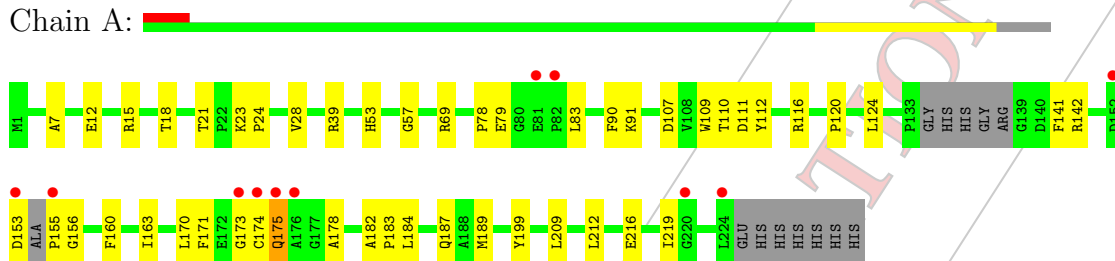 Chain A:
M1 A7 E12 R15 T18 T21 P22 K23 P24 V28 R39 H53 G57 R69 P78 E79 G80 E81 P82 L83 F90 K91 D107 V108 W109 T110 D111 Y112 R116 P120 L124 P133 GLY HIS HIS GLY ARG G139 D140 F141 R142
D153 ALA P155 G156 F160 I163 L170 F171 E172 G173 C174 Q175 A176 G177 A178 A182 P183 L184 Q187 A188 M189 Y199 L209 L212 E216 I219 G220 L224 GLU HIS HIS HIS HIS HIS HIS